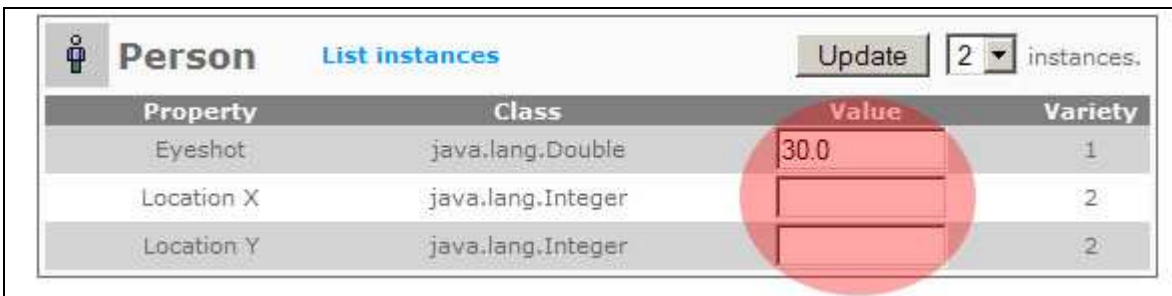 Person List instances Update 2 instances.
Property Class Value Variety
Eyeshot java.lang.Double 30.0 1
Location X java.lang.Integer 2
Location Y java.lang.Integer 2